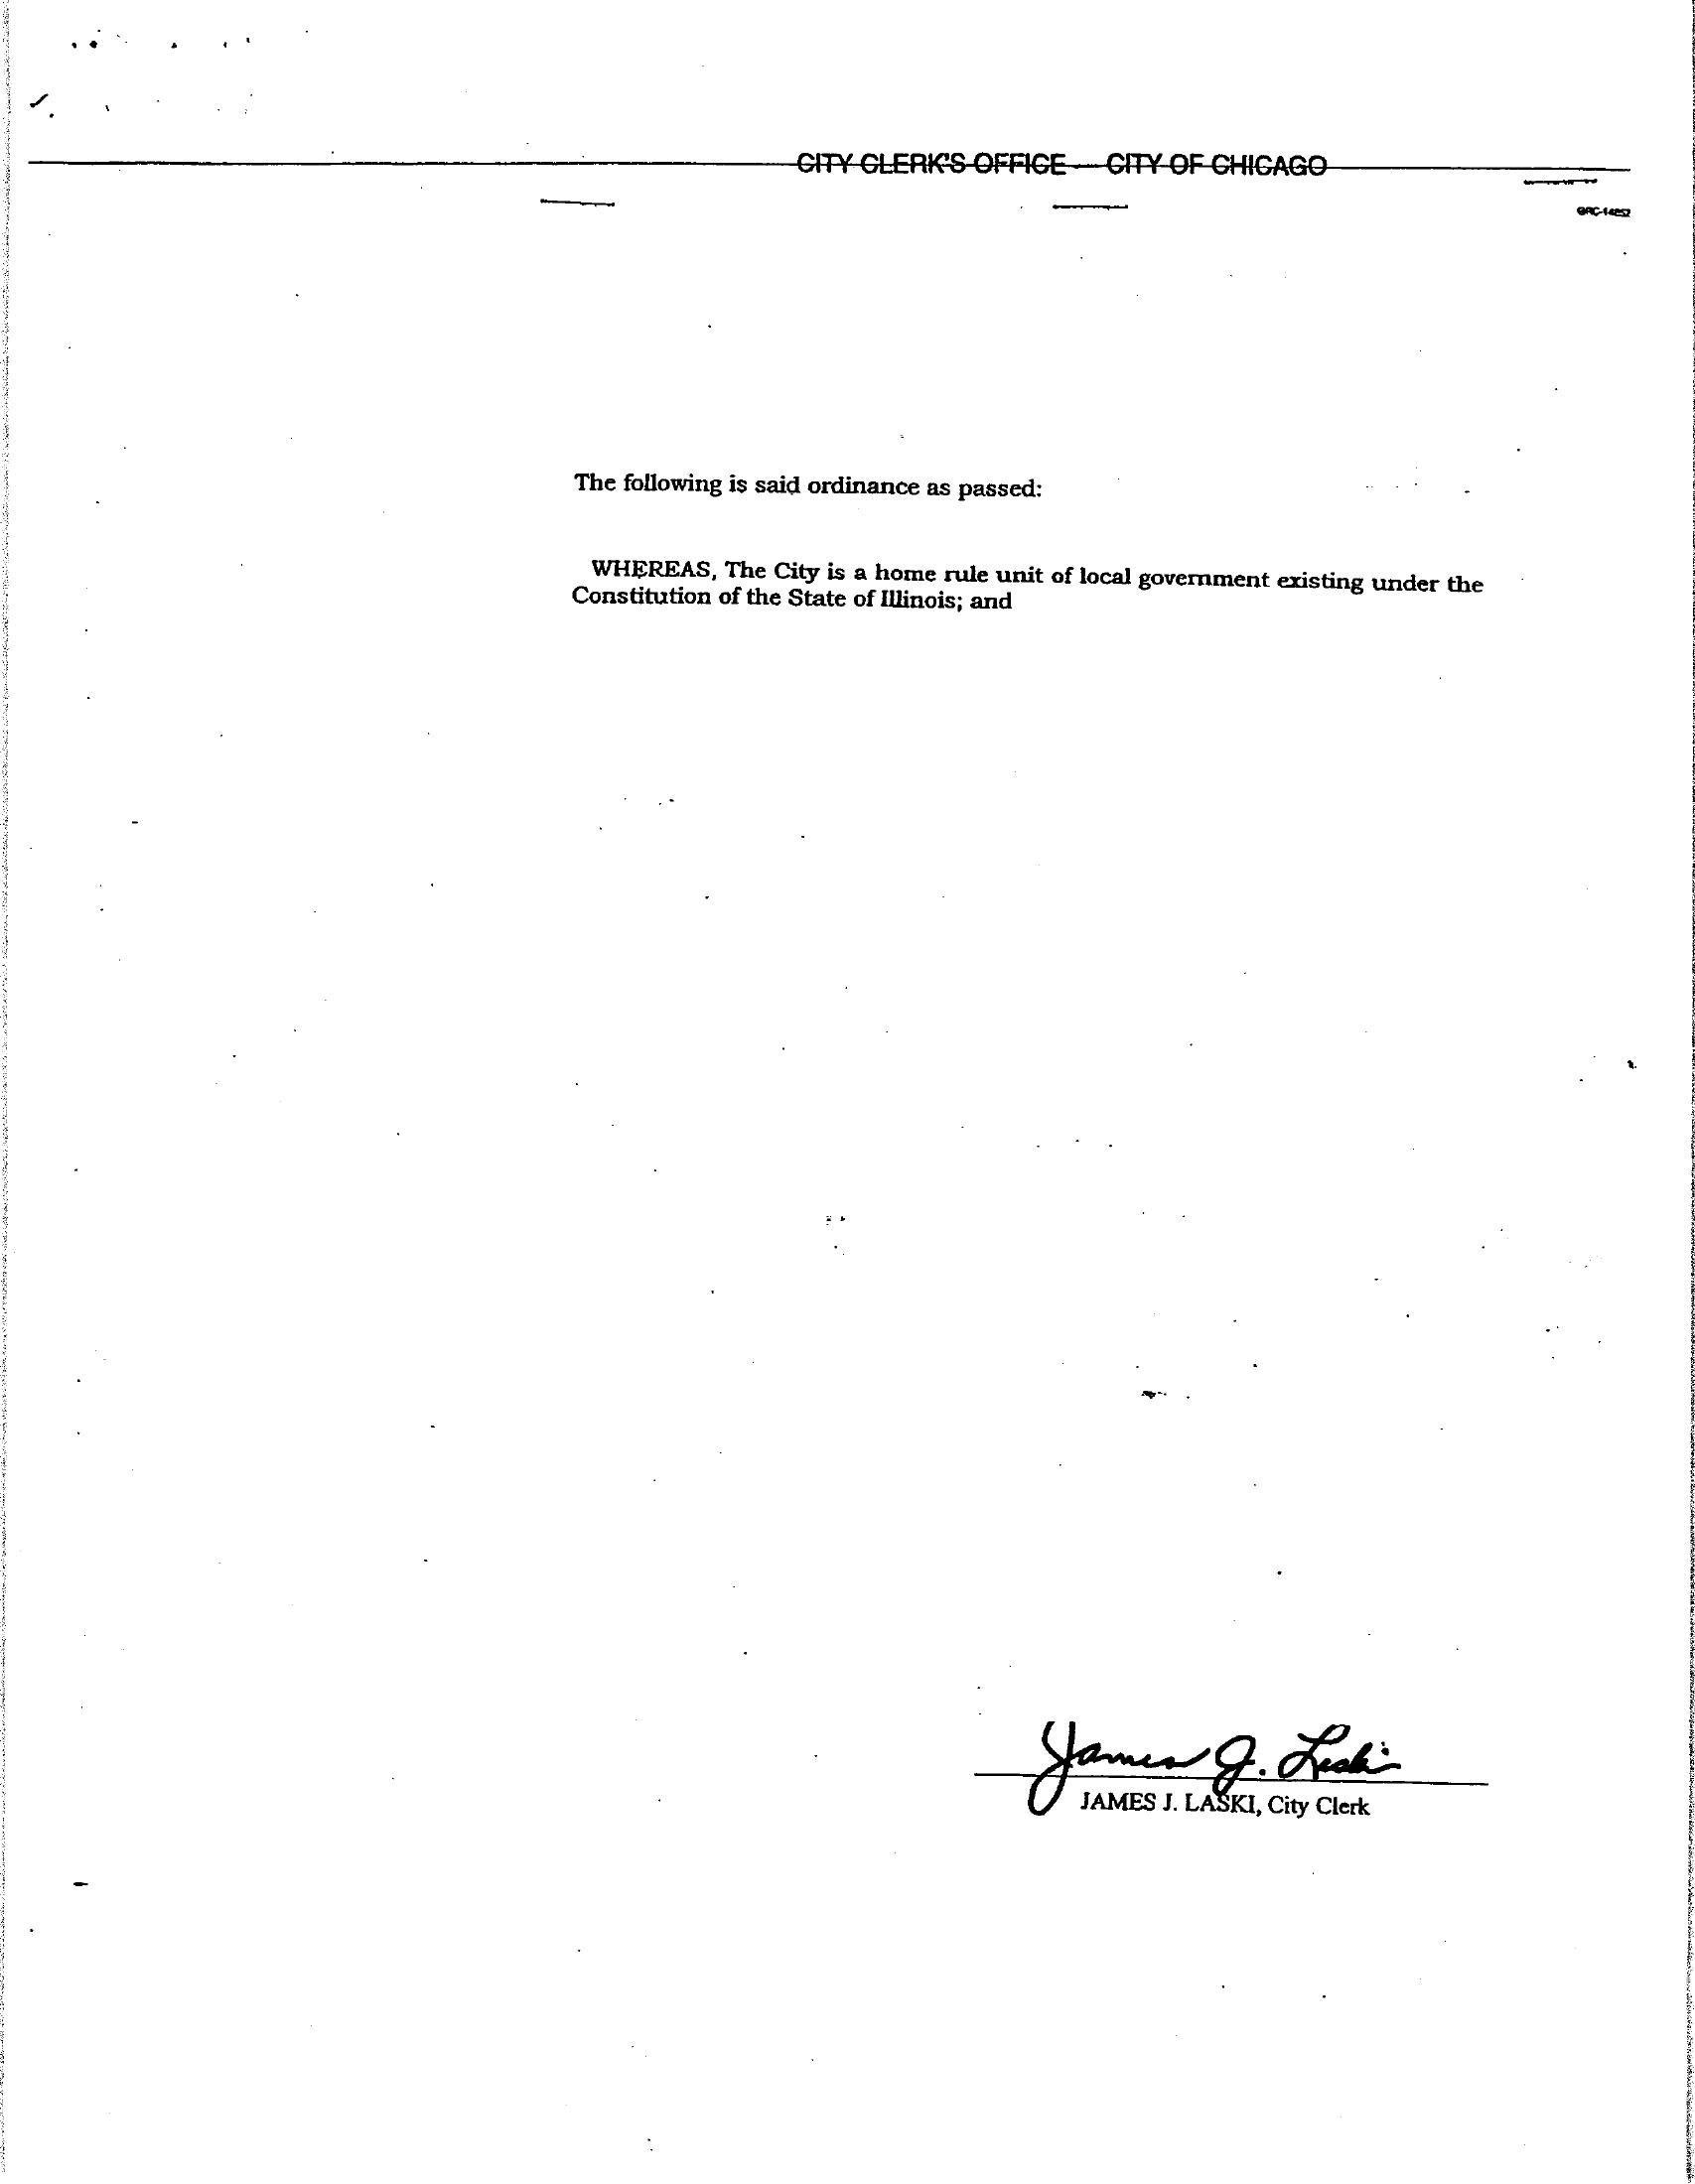 CITY CLERK'S OFFICE — CITY OF CHICAGO
The following is said ordinance as passed:
WHEREAS, The City is a home rule unit of local government existing under the
Constitution of the State of Illinois; and
James J. Laski
JAMES J. LASKI, City Clerk